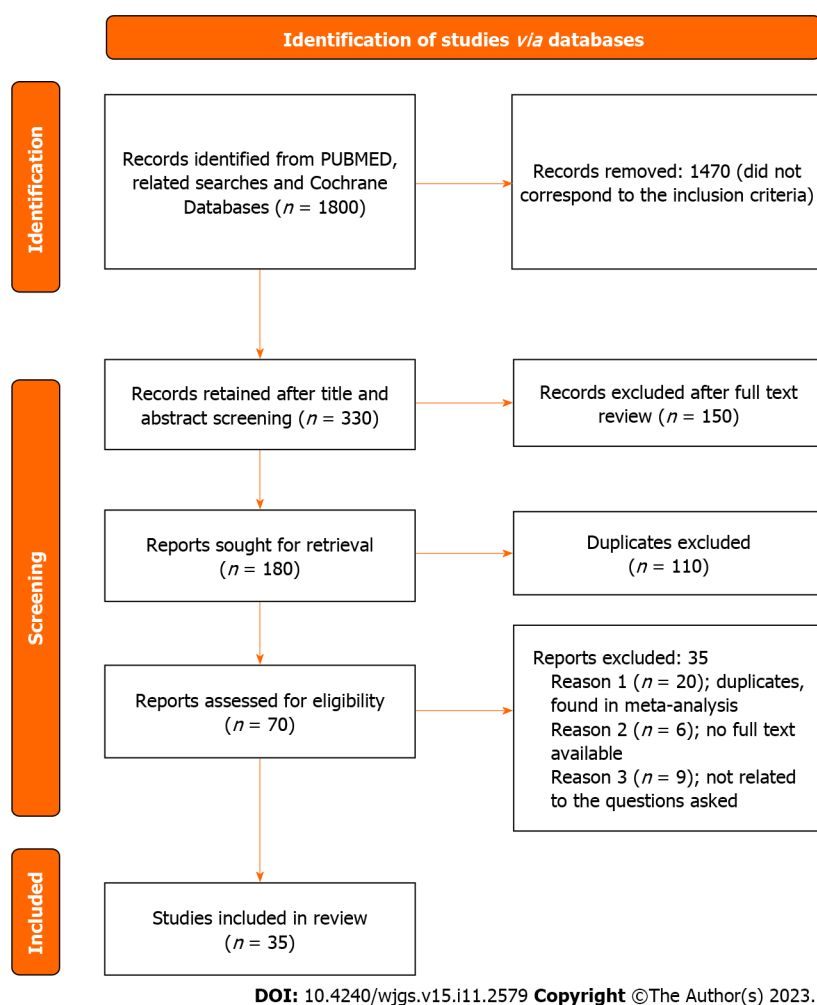 Identification of studies via databases
Identification
Records identified from PUBMED,
related searches and Cochrane
Databases (n = 1800)
Records removed: 1470 (did not
correspond to the inclusion criteria)
Screening
Records retained after title and
abstract screening (n = 330)
Records excluded after full text
review (n = 150)
Reports sought for retrieval
(n = 180)
Duplicates excluded
(n = 110)
Reports assessed for eligibility
(n = 70)
Reports excluded: 35
Reason 1 (n = 20); duplicates,
found in meta-analysis
Reason 2 (n = 6); no full text
available
Reason 3 (n = 9); not related
to the questions asked
Included
Studies included in review
(n = 35)
DOI: 10.4240/wjgs.v15.i11.2579 Copyright ©The Author(s) 2023.